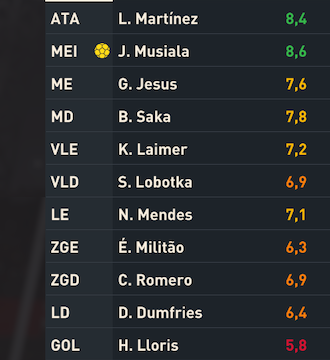 ATA L. Martínez 8,4
MEI J. Musiala 8,6
ME G. Jesus 7,6
MD B. Saka 7,8
VLE K. Laimer 7,2
VLD S. Lobotka 6,9
LE N. Mendes 7,1
ZGE É. Militão 6,3
ZGD C. Romero 6,9
LD D. Dumfries 6,4
GOL H. Lloris 5,8